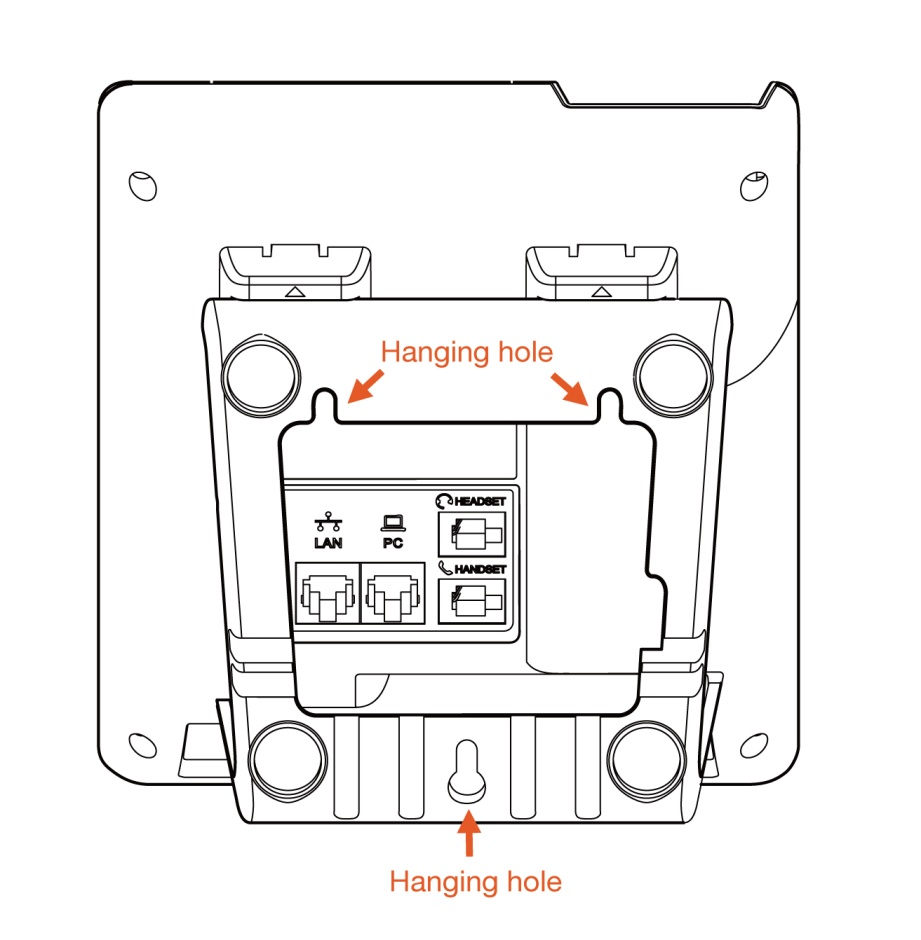 Hanging hole
HEADSET
LAN
PC
HANDSET
Hanging hole